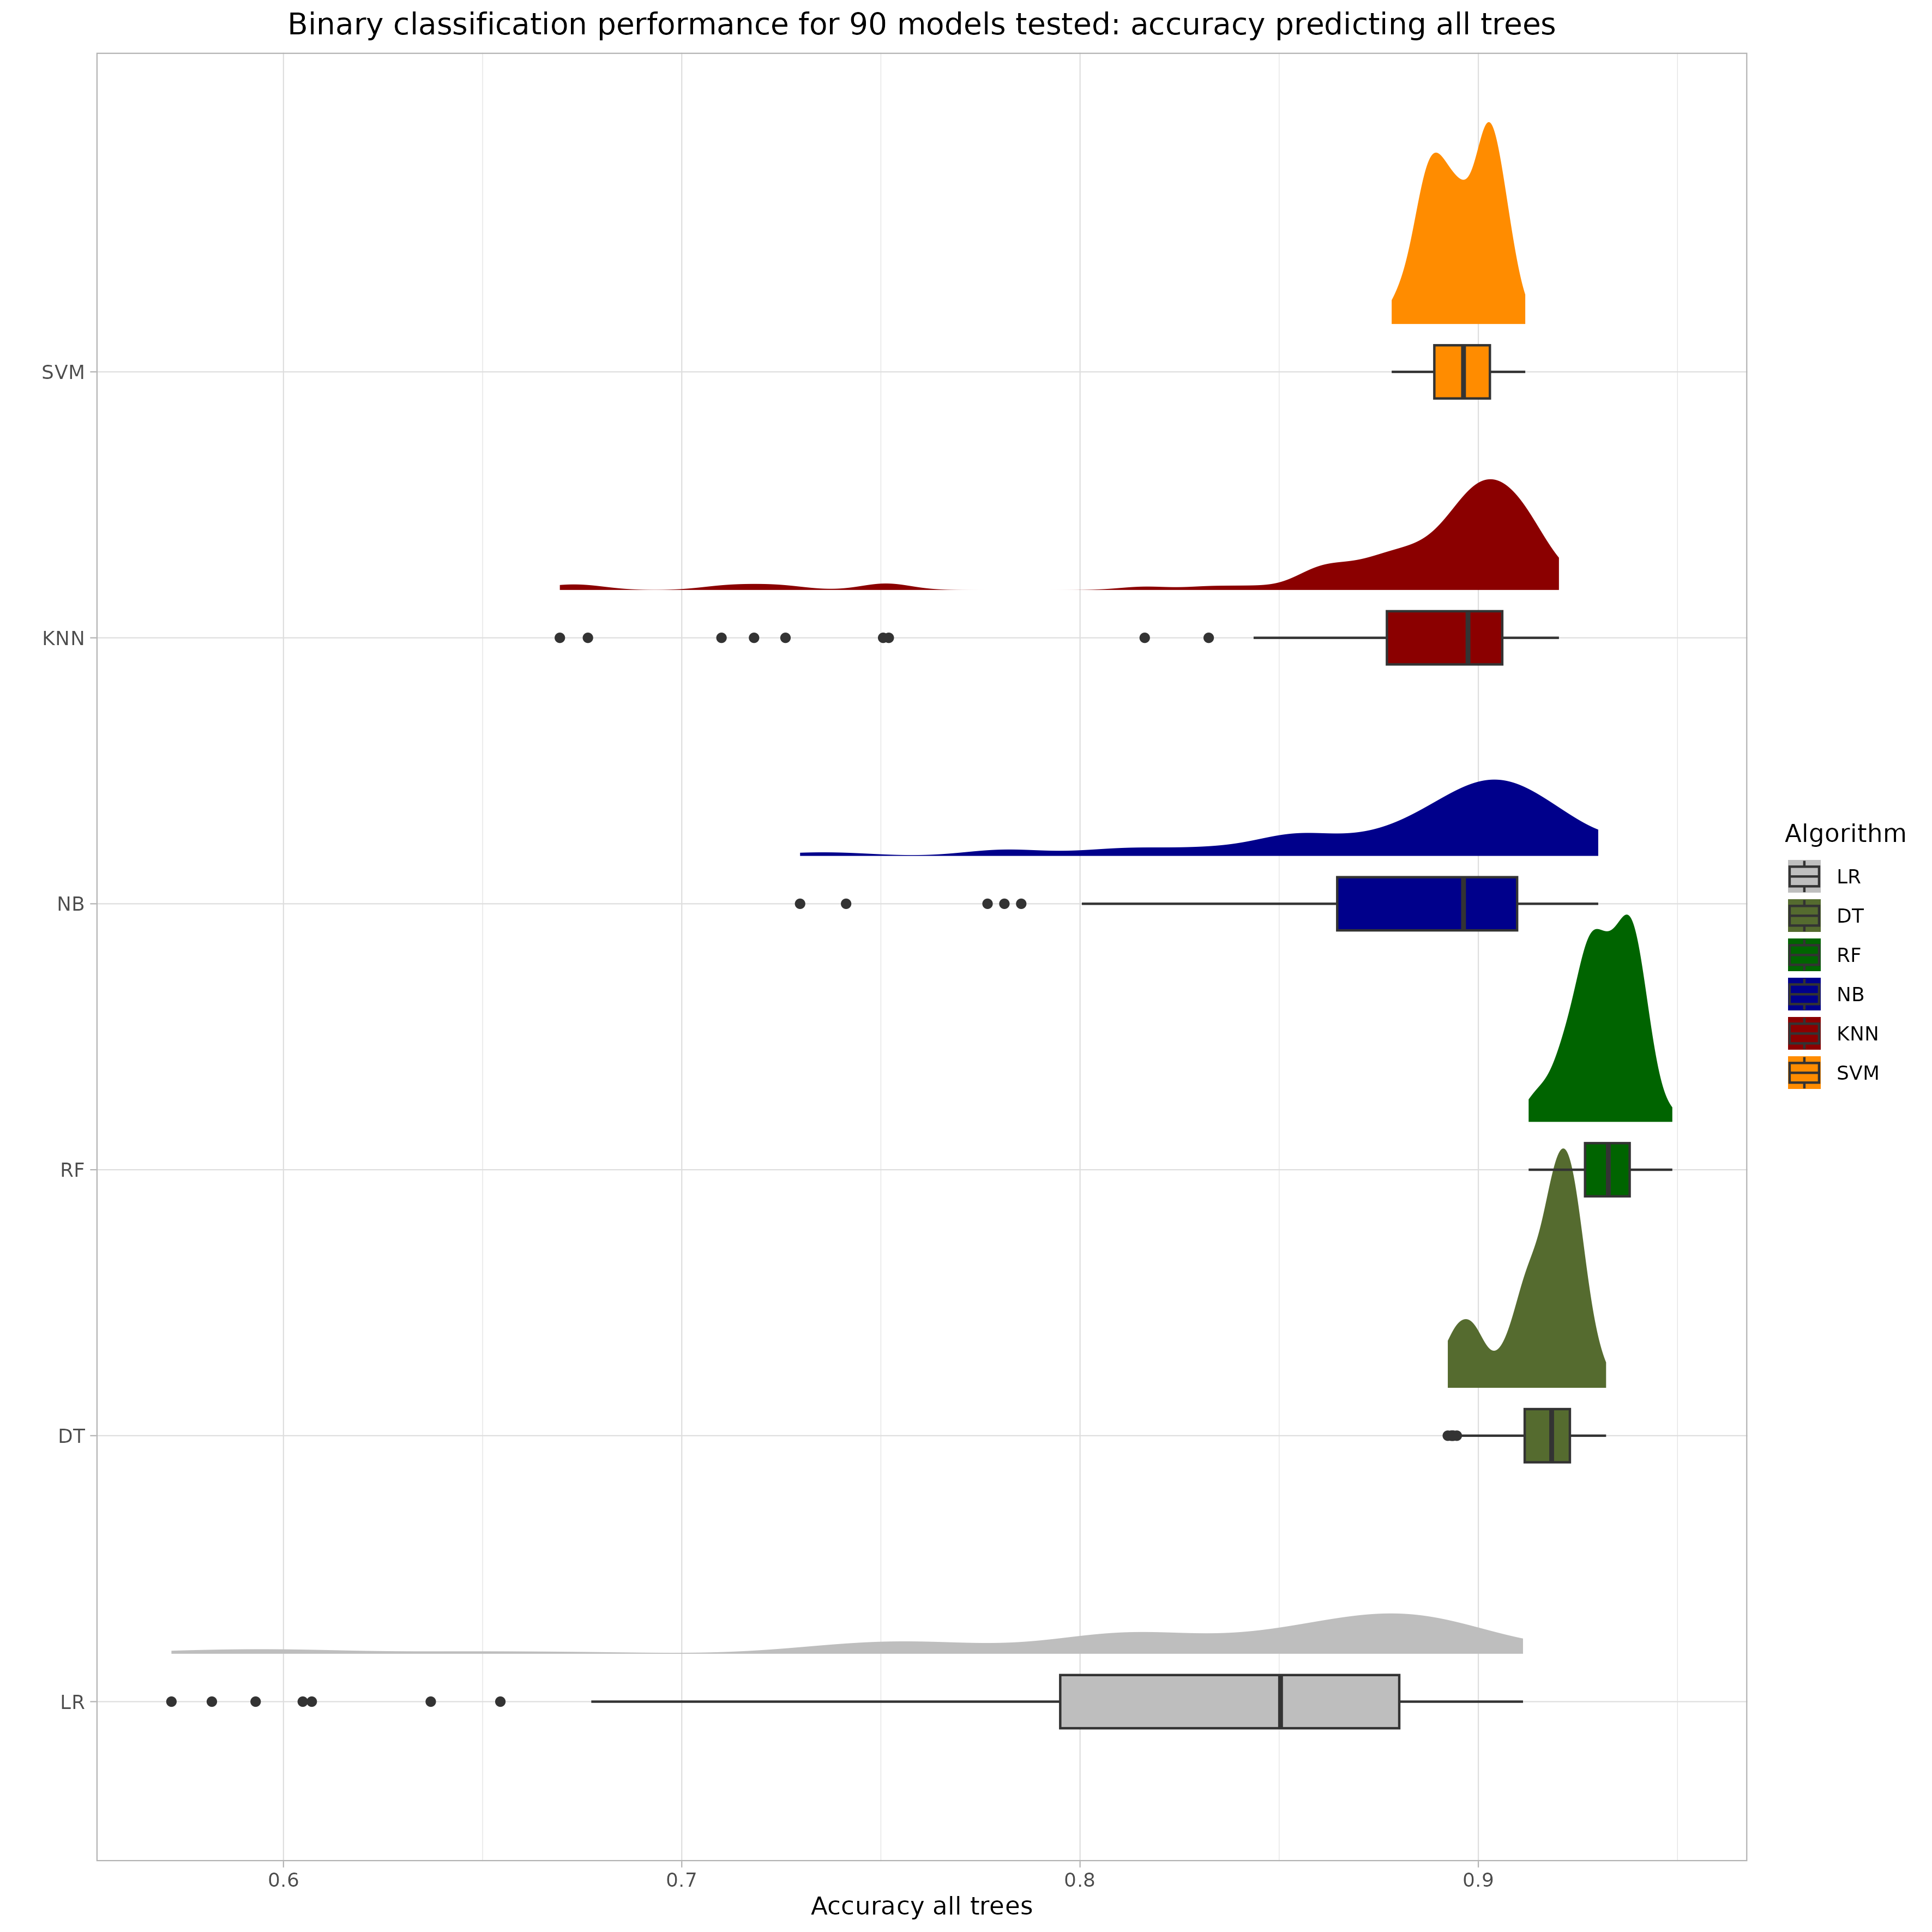 Binary classification performance for 90 models tested: accuracy predicting all trees
SVM
KNN
NB
RF
DT
LR
0.6
0.7
0.8
0.9
Accuracy all trees
Algorithm
LR
DT
RF
NB
KNN
SVM